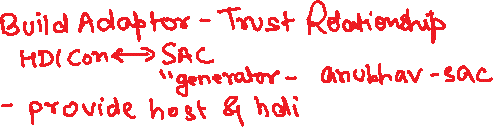 Build Adaptor - Trust Relationship
HDI Con ↔ SAC
"generator - anubhav-sac
- provide host & hdi